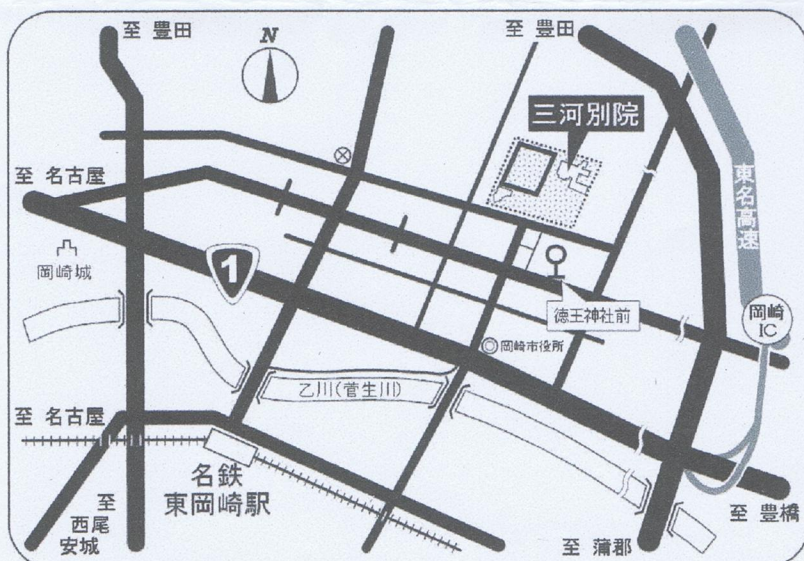 至 豊田
N
至 豊田
三河別院
至 名古屋
東名高速
岡崎城
1
徳王神社前
岡崎
IC
岡崎市役所
乙川(菅生川)
至 名古屋
名鉄
東岡崎駅
至
西尾
安城
至 豊橋
至 蒲郡